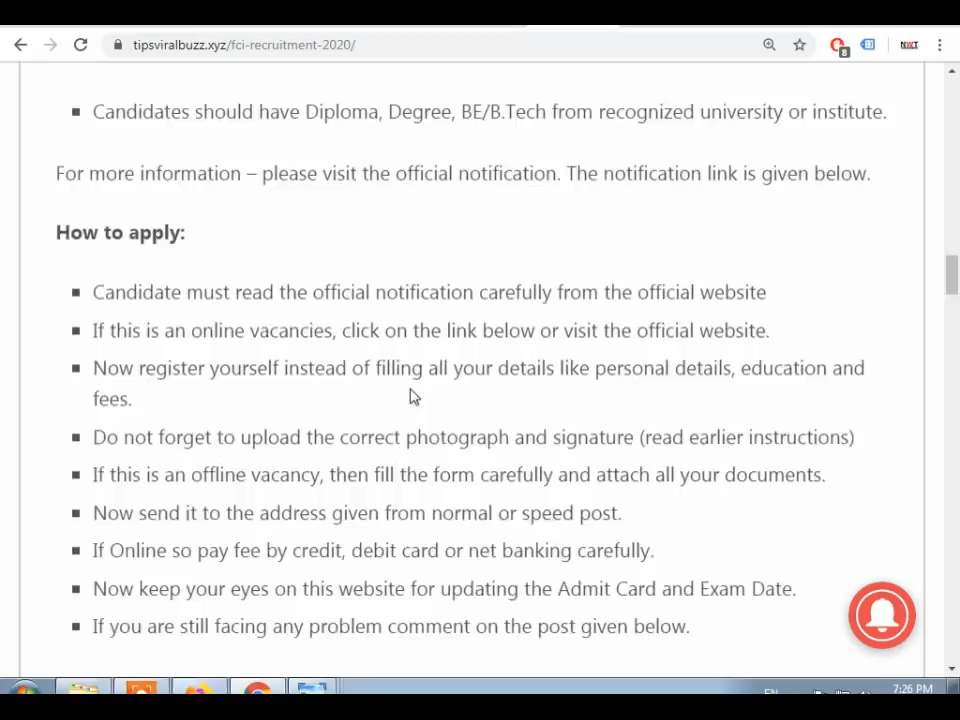 tipsviralbuzz.xyz/fci-recruitment-2020/
8
NWT
Candidates should have Diploma, Degree, BE/B.Tech from recognized university or institute.
For more information – please visit the official notification. The notification link is given below.
How to apply:
Candidate must read the official notification carefully from the official website
If this is an online vacancies, click on the link below or visit the official website.
Now register yourself instead of filling all your details like personal details, education and
fees.
Do not forget to upload the correct photograph and signature (read earlier instructions)
If this is an offline vacancy, then fill the form carefully and attach all your documents.
Now send it to the address given from normal or speed post.
If Online so pay fee by credit, debit card or net banking carefully.
Now keep your eyes on this website for updating the Admit Card and Exam Date.
If you are still facing any problem comment on the post given below.
EN
7:26 PM